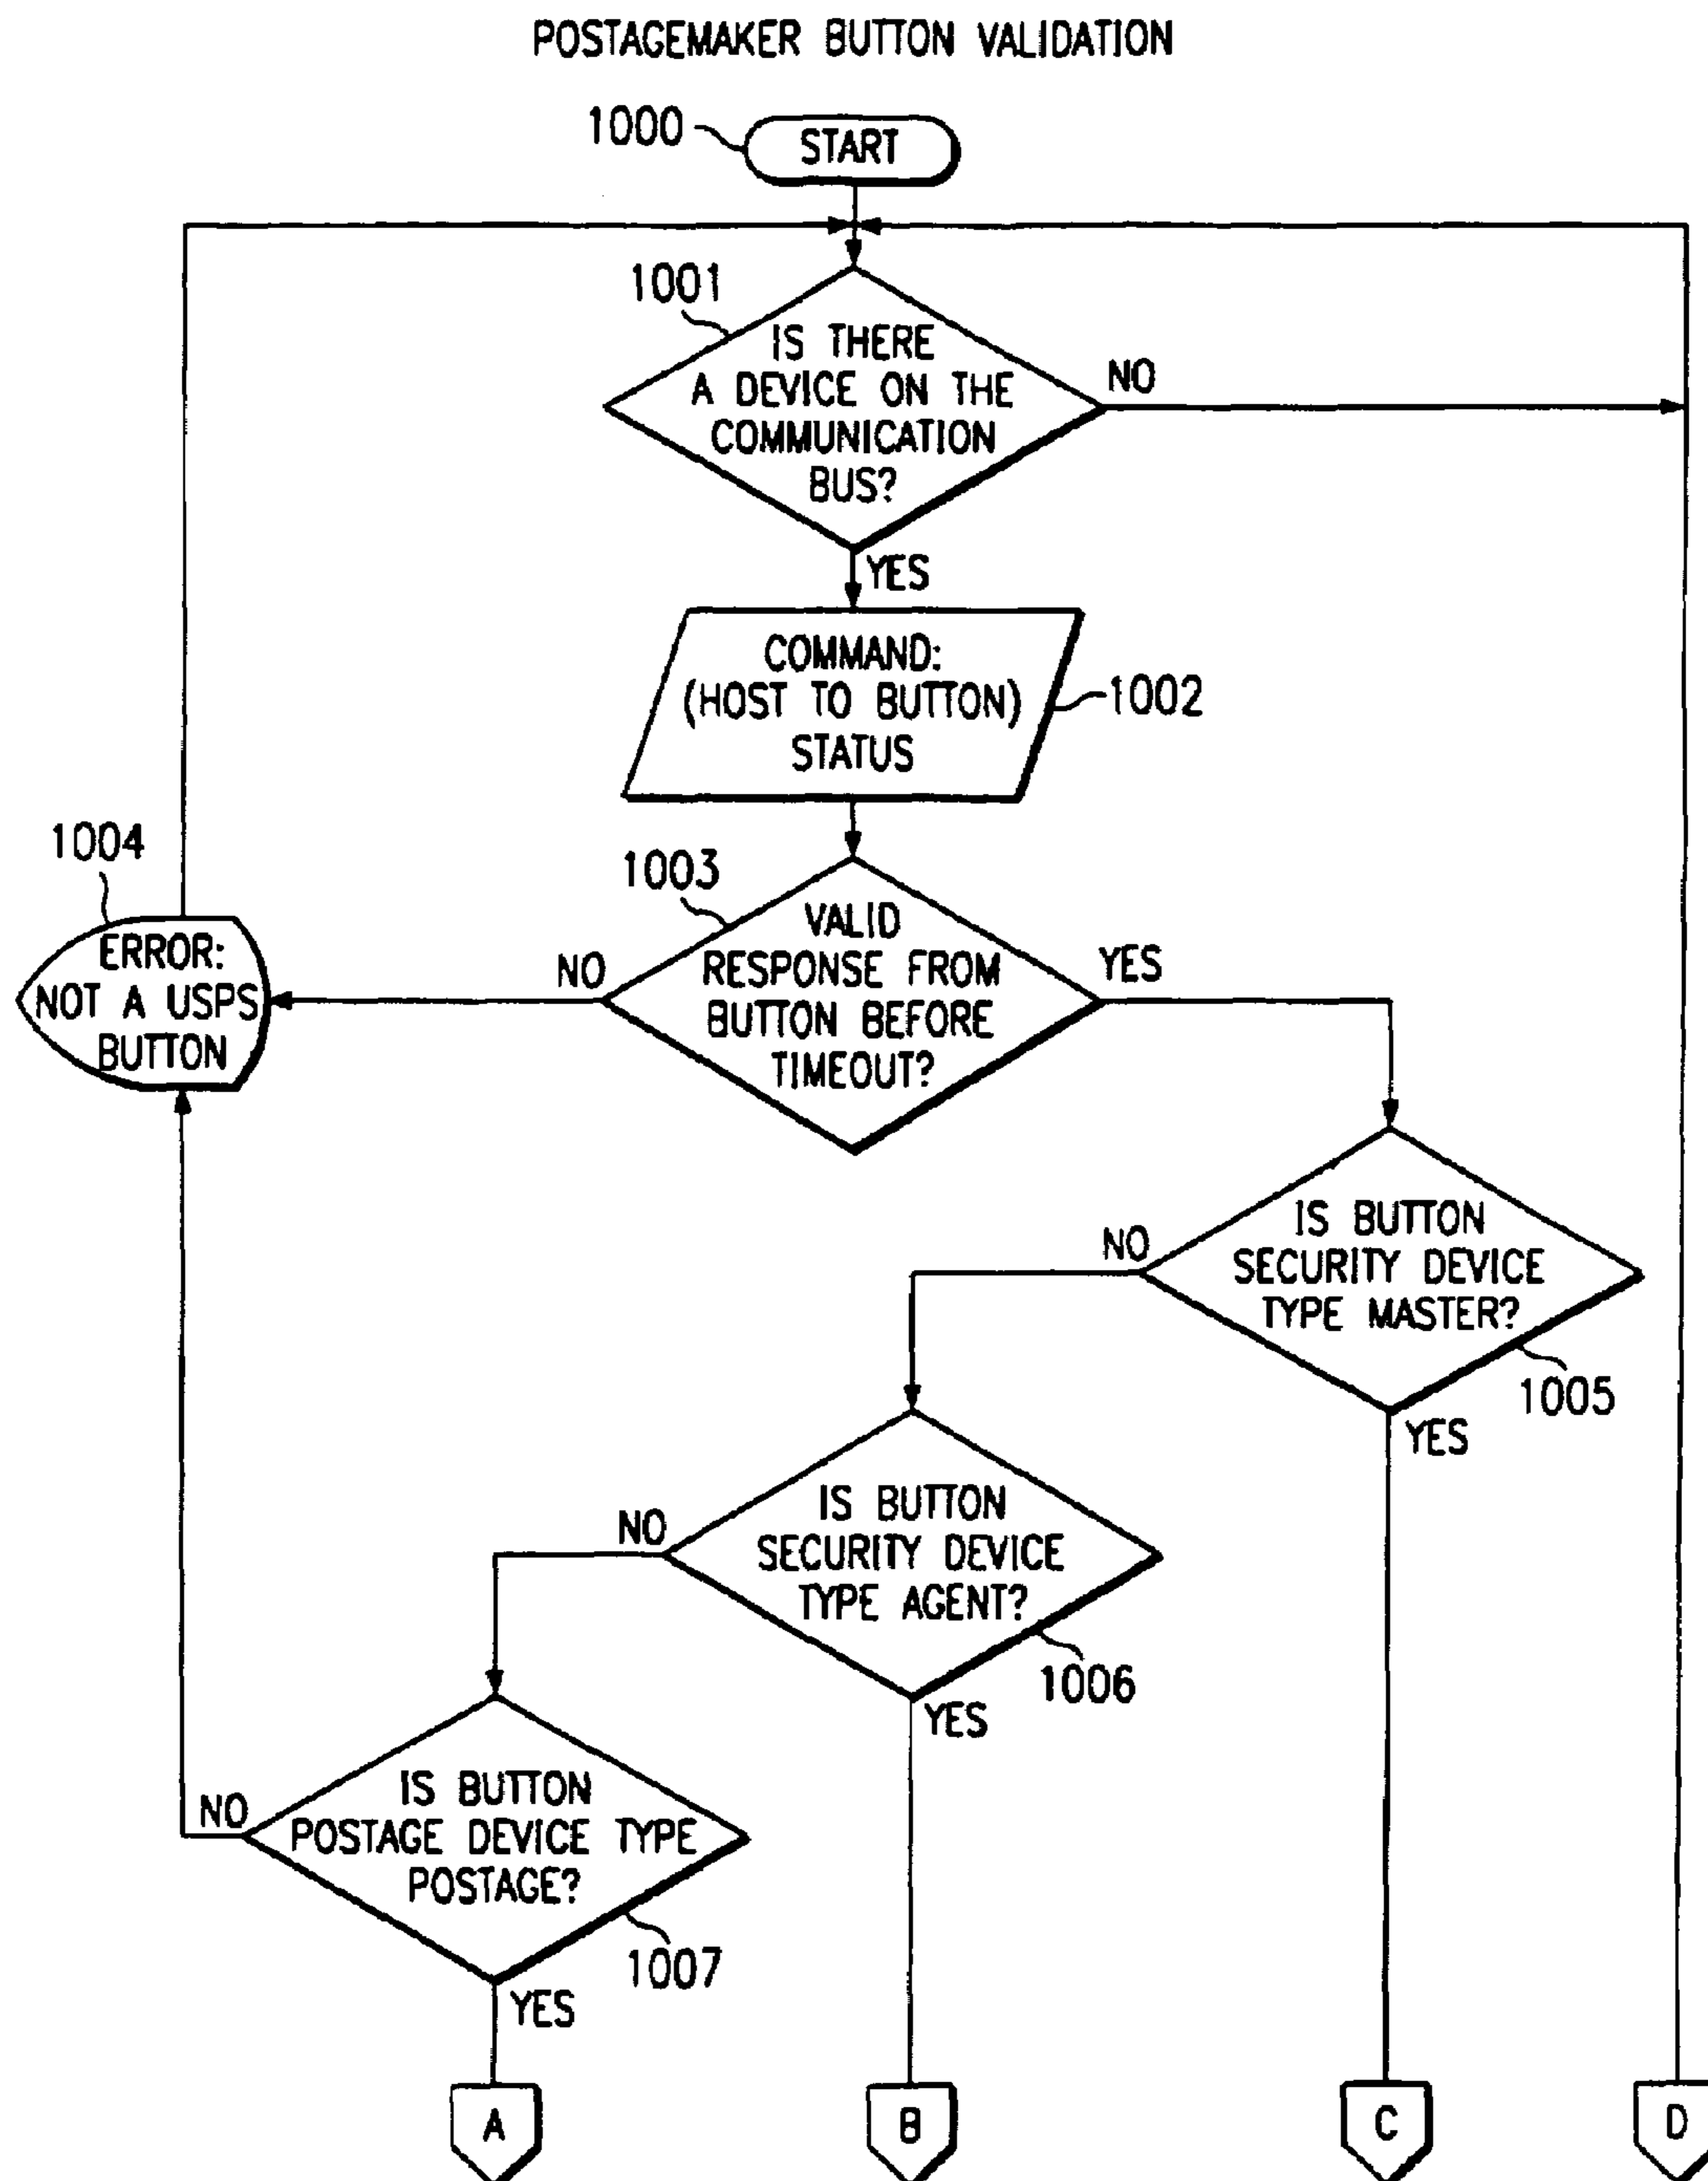 POSTAGEMAKER BUTTON VALIDATION
1000
START
1001
IS THERE
A DEVICE ON THE
COMMUNICATION
BUS?
NO
YES
COMMAND:
(HOST TO BUTTON)
STATUS
1002
1003
VALID
RESPONSE FROM
BUTTON BEFORE
TIMEOUT?
NO
YES
1004
ERROR:
NOT A USPS
BUTTON
IS BUTTON
SECURITY DEVICE
TYPE MASTER?
NO
1005
YES
IS BUTTON
SECURITY DEVICE
TYPE AGENT?
NO
1006
YES
IS BUTTON
POSTAGE DEVICE TYPE
POSTAGE?
NO
1007
YES
A
B
C
D